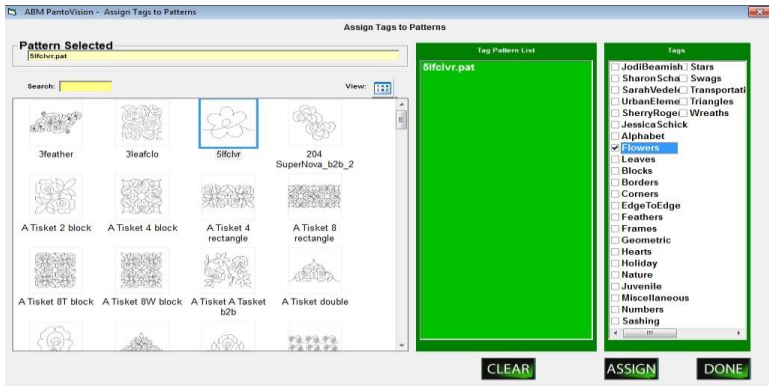 ABM PantoVision - Assign Tags to Patterns
Assign Tags to Patterns
Pattern Selected
5lfclvr.pat
Search:
View:
3feather
3leafclo
5lfclvr
204
SuperNova_b2b_2
A Tisket 2 block
A Tisket 4 block
A Tisket 4
rectangle
A Tisket 8
rectangle
A Tisket 8T block
A Tisket 8W block
A Tisket A Tasket
b2b
A Tisket double
Tag Pattern List
5lfclvr.pat
Tags
JodiBeamish
SharonScha
SarahVedele
UrbanEleme
SherryRoge
JessicaSchick
Alphabet
Flowers
Leaves
Blocks
Borders
Corners
EdgeToEdge
Feathers
Frames
Geometric
Hearts
Holiday
Nature
Juvenile
Miscellaneous
Numbers
Sashing
Stars
Swags
Transportati
Triangles
Wreaths
CLEAR
ASSIGN
DONE